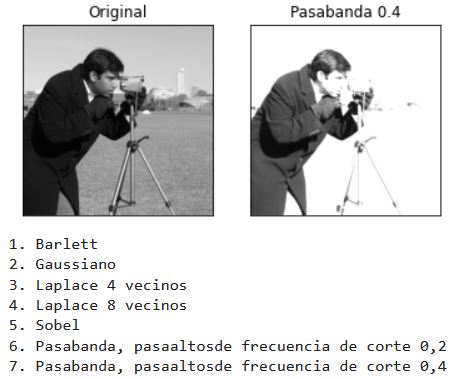 Original
Pasabanda 0.4
1. Barlett
2. Gaussiano
3. Laplace 4 vecinos
4. Laplace 8 vecinos
5. Sobel
6. Pasabanda, pasaaltosde frecuencia de corte 0,2
7. Pasabanda, pasaaltosde frecuencia de corte 0,4